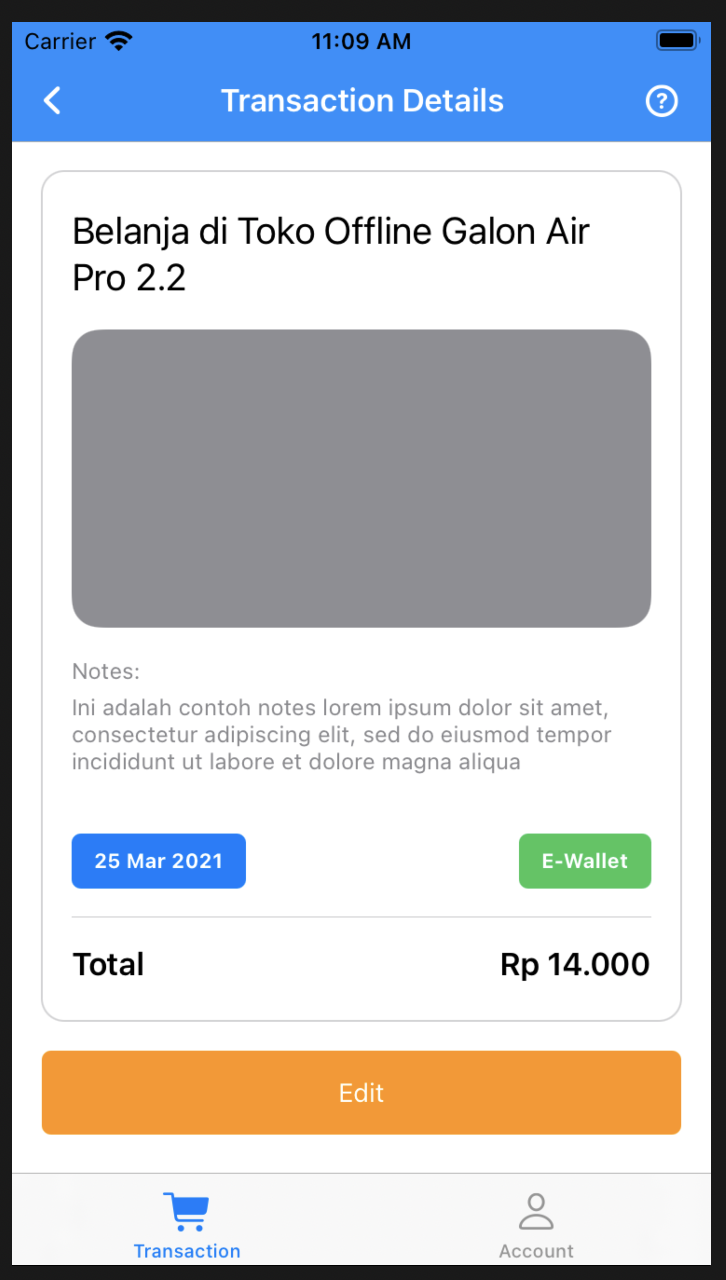 Carrier 11:09 AM
Transaction Details ?
Belanja di Toko Offline Galon Air
Pro 2.2
Notes:
Ini adalah contoh notes lorem ipsum dolor sit amet,
consectetur adipiscing elit, sed do eiusmod tempor
incididunt ut labore et dolore magna aliqua
25 Mar 2021 E-Wallet
Total Rp 14.000
Edit
Transaction Account